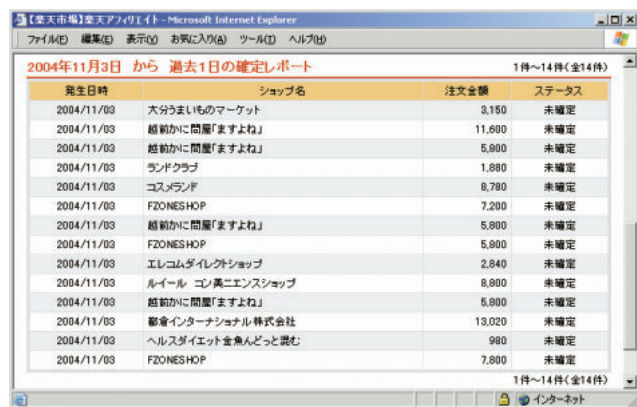 【楽天市場】楽天アフィリエイト - Microsoft Internet Explorer
ファイル(F) 編集(E) 表示(V) お気に入り(A) ツール(T) ヘルプ(H)
2004年11月3日 から 過去1日の確定レポート 1件～14件(全14件)
発生日時 ショップ名 注文金額 ステータス
2004/11/03 大分うまいものマーケット 3,150 未確定
2004/11/03 越前かに問屋「ますよね」 11,600 未確定
2004/11/03 越前かに問屋「ますよね」 5,800 未確定
2004/11/03 ランドクラブ 1,880 未確定
2004/11/03 コスメランド 8,780 未確定
2004/11/03 FZONESHOP 7,200 未確定
2004/11/03 越前かに問屋「ますよね」 5,800 未確定
2004/11/03 FZONESHOP 5,800 未確定
2004/11/03 エレコムダイレクトショップ 2,840 未確定
2004/11/03 ルイール コン美ニエンスショップ 8,800 未確定
2004/11/03 越前かに問屋「ますよね」 5,800 未確定
2004/11/03 インターナショナル株式会社 13,020 未確定
2004/11/03 ヘルスダイエット金魚んどっと混む 980 未確定
2004/11/03 FZONESHOP 7,800 未確定
1件～14件(全14件)
インターネット